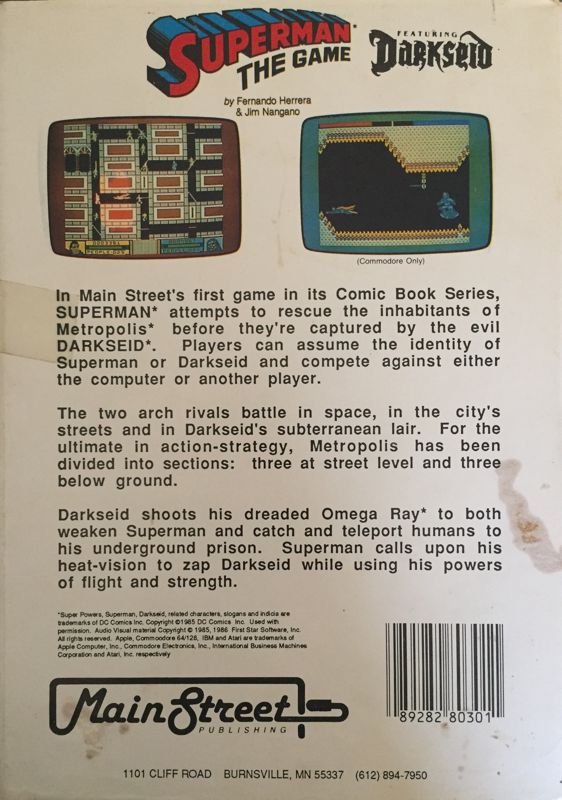 SUPERMAN*
THE GAME
FEATURING
DARKSEID
by Fernando Herrera
& Jim Nangano
(Commodore Only)
In Main Street's first game in its Comic Book Series,
SUPERMAN* attempts to rescue the inhabitants of
Metropolis* before they're captured by the evil
DARKSEID*. Players can assume the identity of
Superman or Darkseid and compete against either
the computer or another player.
The two arch rivals battle in space, in the city's
streets and in Darkseid's subterranean lair. For the
ultimate in action-strategy, Metropolis has been
divided into sections: three at street level and three
below ground.
Darkseid shoots his dreaded Omega Ray* to both
weaken Superman and catch and teleport humans to
his underground prison. Superman calls upon his
heat-vision to zap Darkseid while using his powers
of flight and strength.
*Super Powers, Superman, Darkseid, related characters, slogans and indicia are
trademarks of DC Comics Inc. Copyright ©1985 DC Comics Inc. Used with
permission. Audio Visual material Copyright © 1985, 1986 First Star Software, Inc.
All rights reserved. Apple, Commodore 64/128, IBM and Atari are trademarks of
Apple Computer, Inc., Commodore Electronics, Inc., International Business Machines
Corporation and Atari, Inc. respectively
Main Street
PUBLISHING
89282 80301
1101 CLIFF ROAD BURNSVILLE, MN 55337 (612) 894-7950